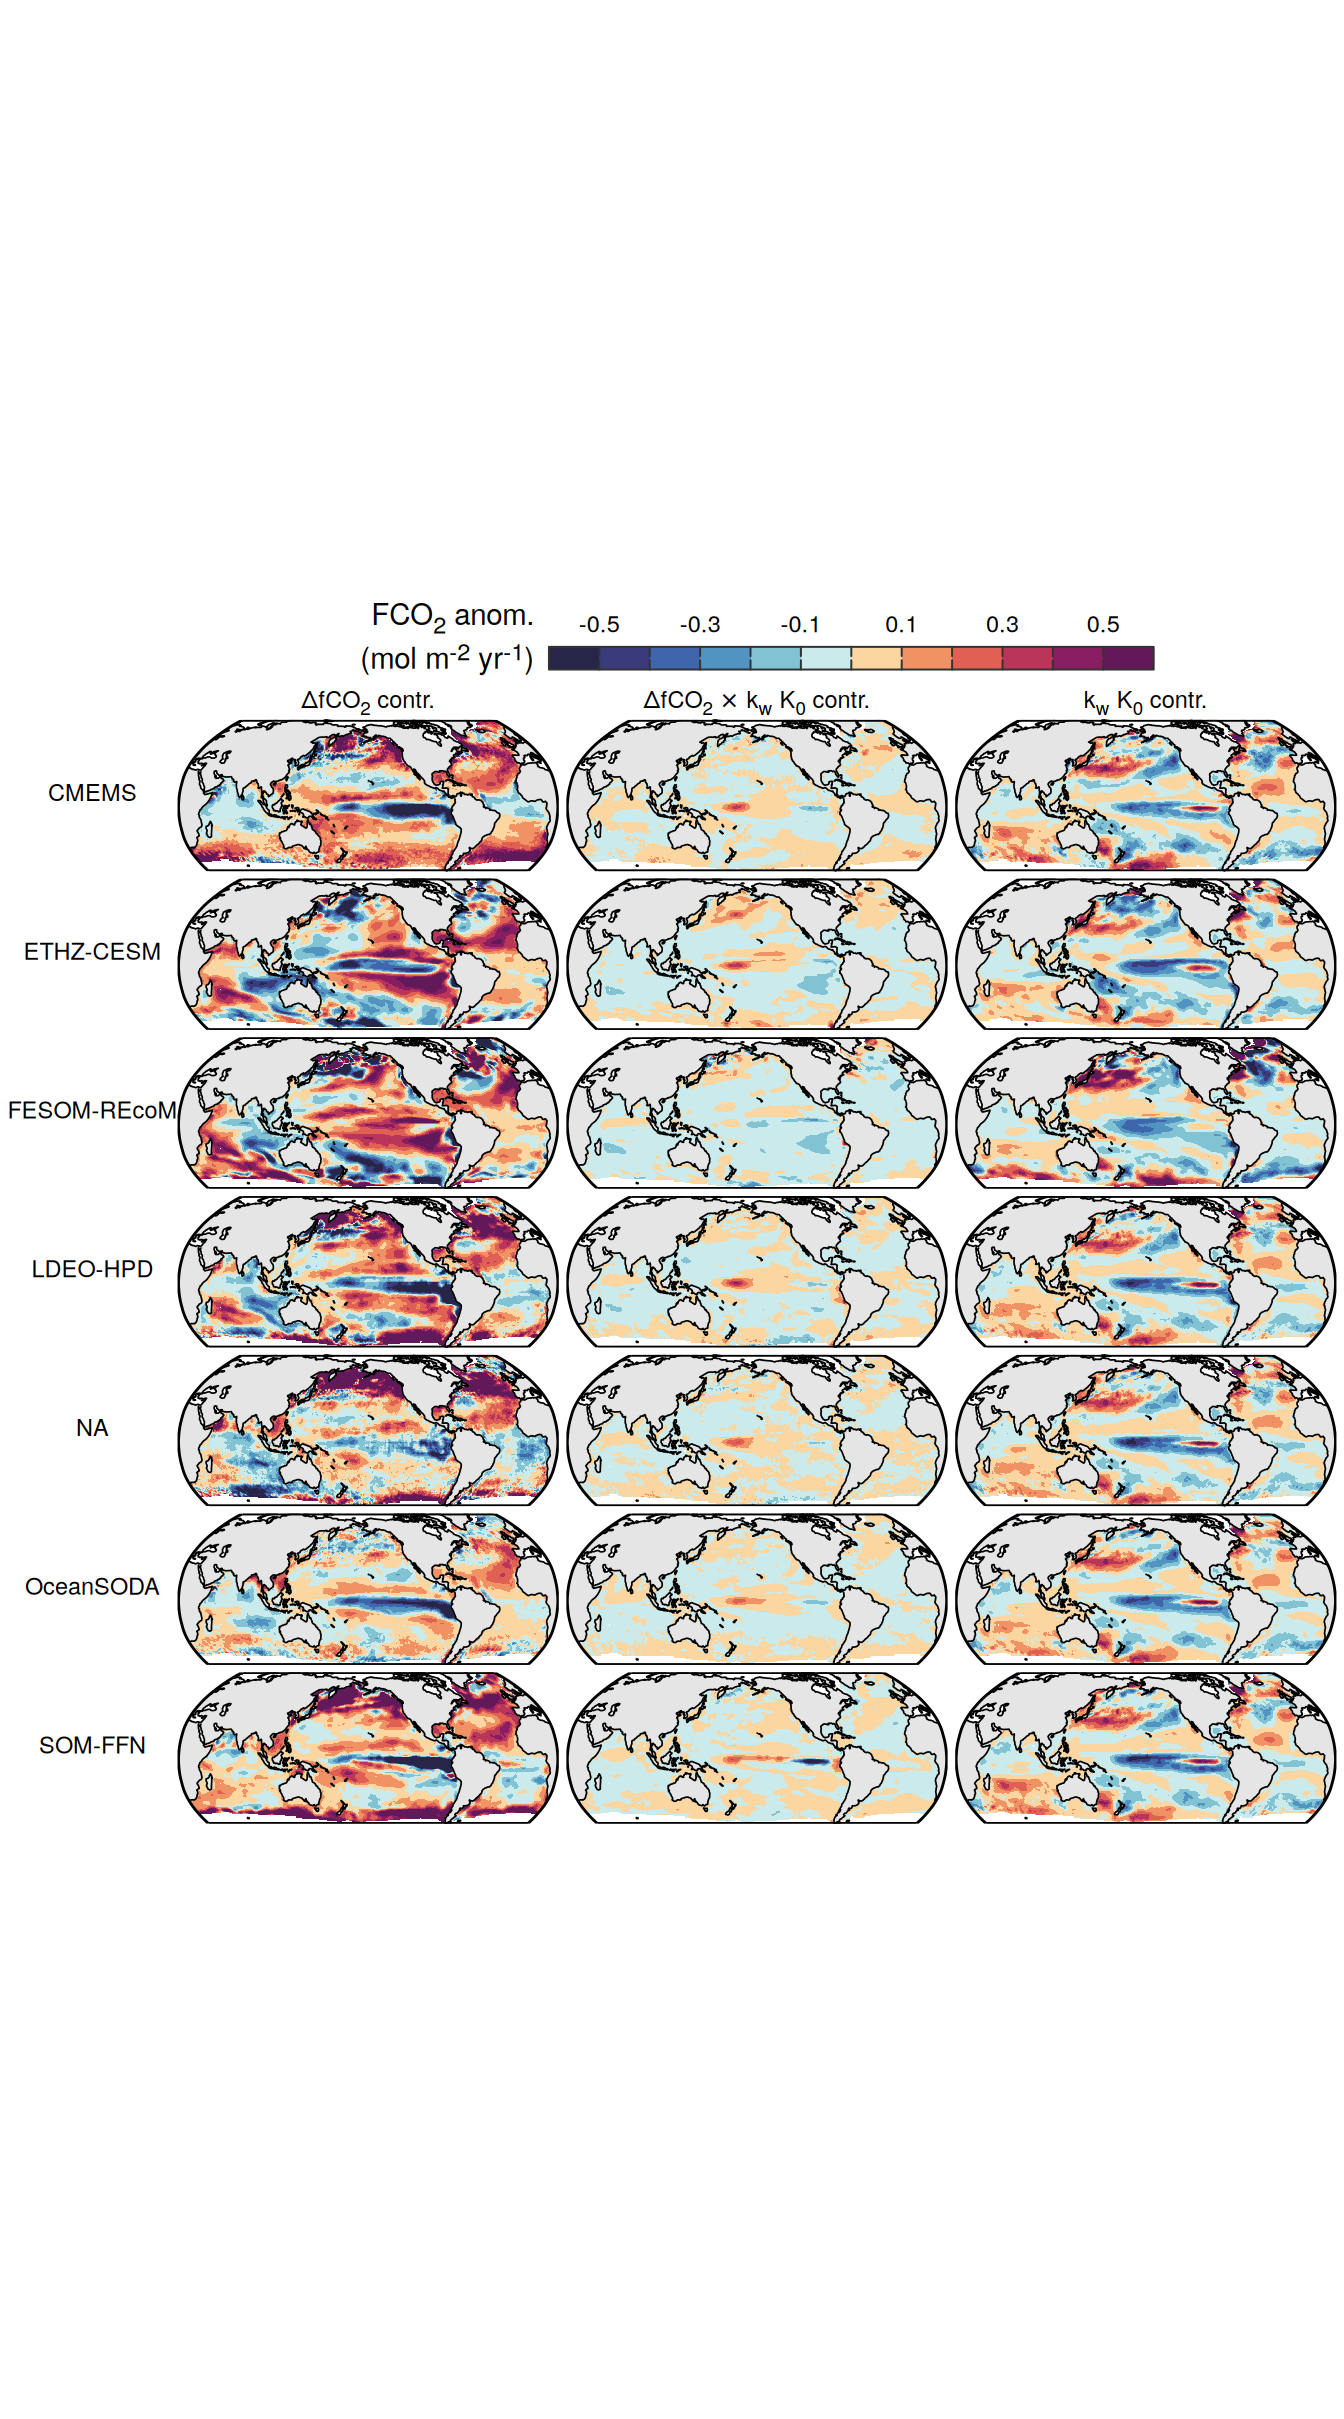 FCO2 anom.
(mol m-2 yr-1)
-0.5 -0.3 -0.1 0.1 0.3 0.5
ΔfCO2 contr. ΔfCO2 × kw K0 contr. kw K0 contr.
CMEMS
ETHZ-CESM
FESOM-REcoM
LDEO-HPD
NA
OceanSODA
SOM-FFN